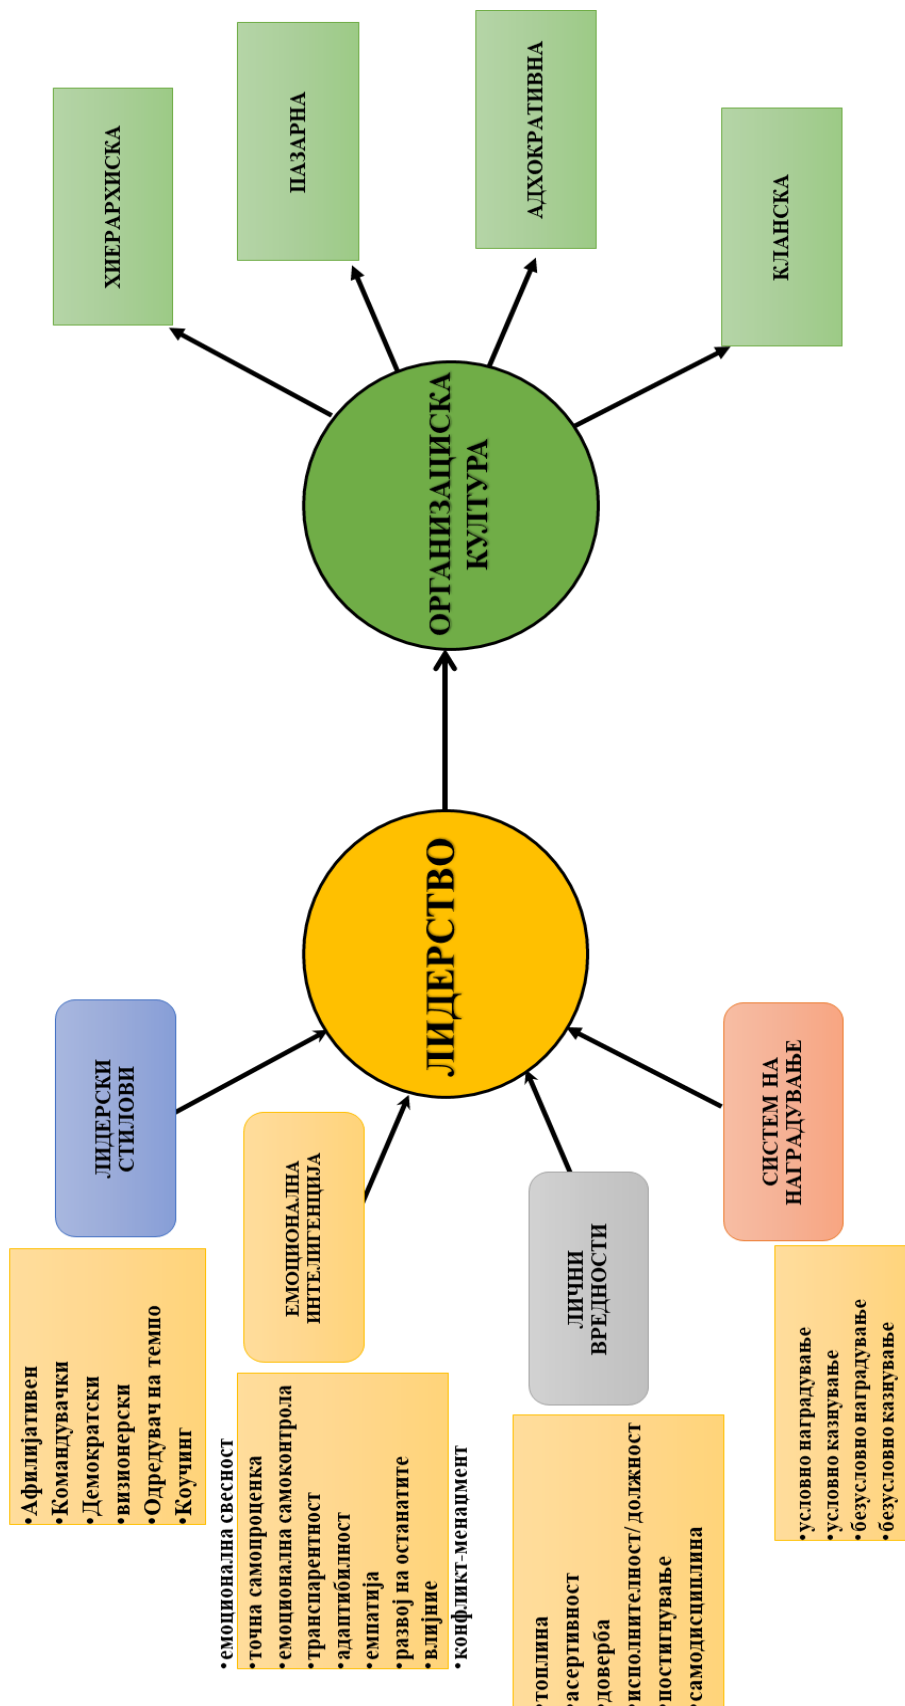 ЛИДЕРСКИ
СТИЛОВИ
•Афилијативен
•Командувачки
•Демократски
•визионерски
•Одредувач на темпо
•Коучинг
ЕМОЦИОНАЛНА
ИНТЕЛИГЕНЦИЈА
•емоционална свесност
•точна самопроценка
•емоционална самоконтрола
•транспарентност
•адаптибилност
•емпатија
•развој на останатите
•влијние
•конфликт-менаџмент
ЛИЧНИ
ВРЕДНОСТИ
•топлина
•асертивност
•доверба
•исполнителност/должност
•постигнување
•самодисциплина
СИСТЕМ НА
НАГРАДУВАЊЕ
•условно наградување
•условно казнување
•безусловно наградување
•безусловно казнување
ЛИДЕРСТВО
ОРГАНИЗАЦИСКА
КУЛТУРА
ХИЕРАРХИСКА
ПАЗАРНА
АДХОКРАТИВНА
КЛАНСКА